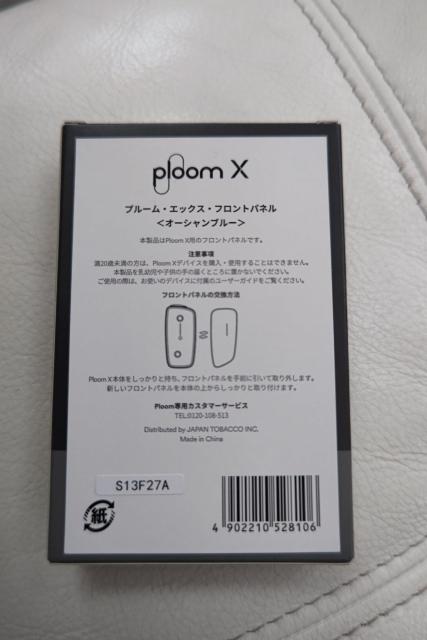 ploom X
プルーム・エックス・フロントパネル
＜オーシャンブルー＞
本製品はPloom X用のフロントパネルです。
注意事項
満20歳未満の方は、Ploom Xデバイスを購入・使用することはできません。
本製品を乳幼児や子供の手の届くところに置かないでください。
ご使用の際は、お使いのデバイスに付属のユーザーガイドをご覧ください。
フロントパネルの交換方法
Ploom X本体をしっかりと持ち、フロントパネルを手前に引いて取り外します。
新しいフロントパネルを本体の上からしっかりと取り付けます。
Ploom専用カスタマーサービス
TEL:0120-108-513
Distributed by JAPAN TOBACCO INC.
Made in China
S13F27A
紙
4 902210 528106